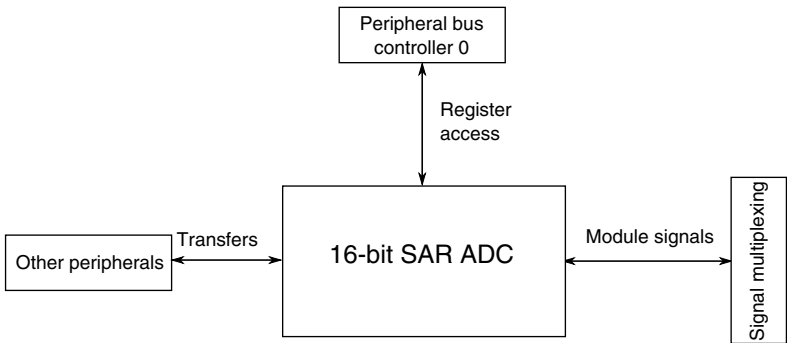 Peripheral bus
controller 0
Register
access
Other peripherals
Transfers
16-bit SAR ADC
Module signals
Signal multiplexing